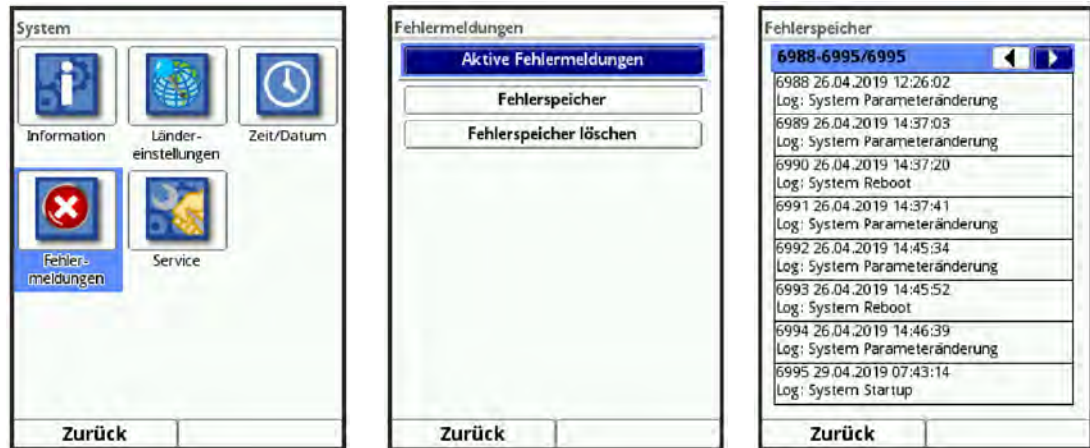 System
Information
Länder-
einstellungen
Zeit/Datum
Fehler-
meldungen
Service
Zurück
Fehlermeldungen
Aktive Fehlermeldungen
Fehlerspeicher
Fehlerspeicher löschen
Zurück
Fehlerspeicher
6988-6995/6995
6988 26.04.2019 12:26:02
Log: System Parameteränderung
6989 26.04.2019 14:37:03
Log: System Parameteränderung
6990 26.04.2019 14:37:20
Log: System Reboot
6991 26.04.2019 14:37:41
Log: System Parameteränderung
6992 26.04.2019 14:45:34
Log: System Parameteränderung
6993 26.04.2019 14:45:52
Log: System Reboot
6994 26.04.2019 14:46:39
Log: System Parameteränderung
6995 29.04.2019 07:43:14
Log: System Startup
Zurück